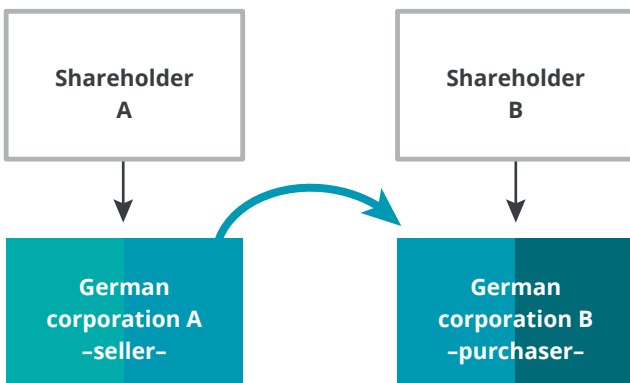 Shareholder
A
Shareholder
B
German
corporation A
–seller–
German
corporation B
–purchaser–